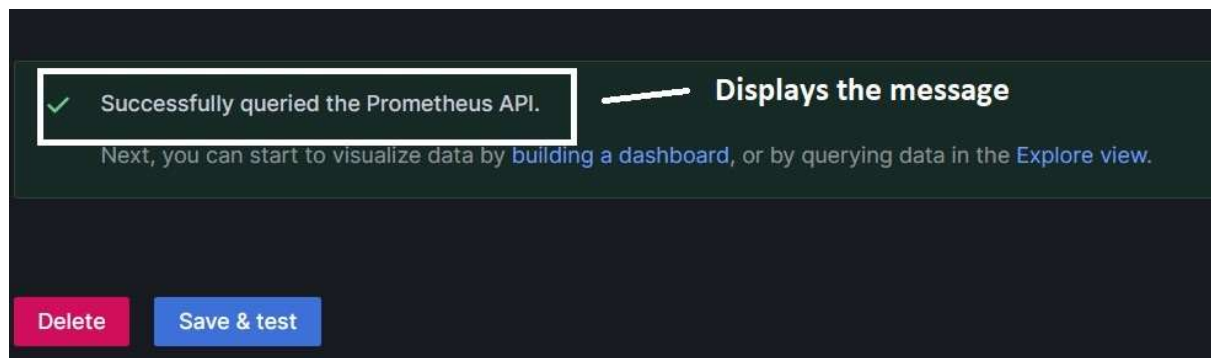 Successfully queried the Prometheus API.
Displays the message
Next, you can start to visualize data by building a dashboard, or by querying data in the Explore view.
Delete
Save & test